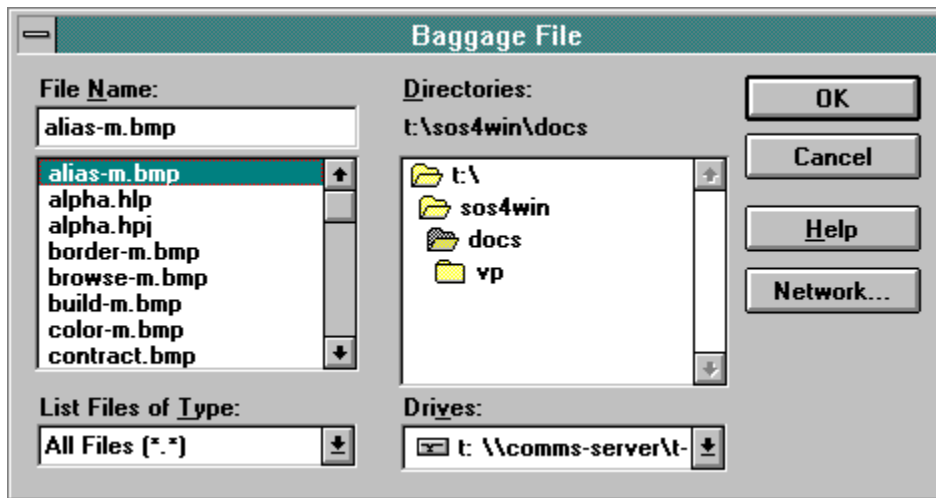 Baggage File
File Name:
alias-m.bmp
alias-m.bmp
alpha.hlp
alpha.hpj
border-m.bmp
browse-m.bmp
build-m.bmp
color-m.bmp
contract.bmp
List Files of Type:
All Files (*.*)
Directories:
t:\sos4win\docs
t:\
sos4win
docs
vp
Drives:
t: \\comms-server\t-
OK
Cancel
Help
Network...